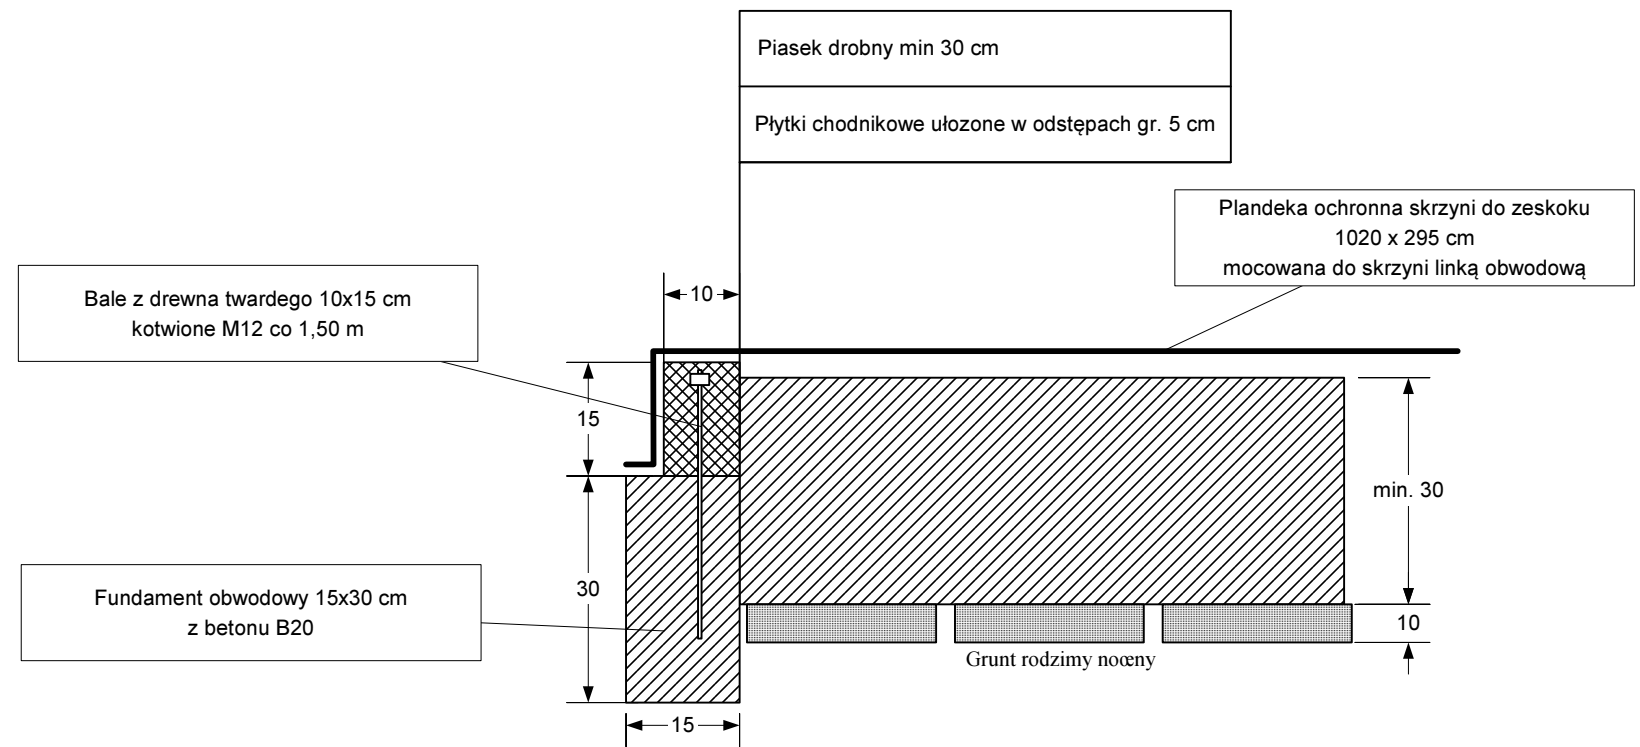 Piasek drobny min 30 cm
Płytki chodnikowe ułozone w odstępach gr. 5 cm
Plandeka ochronna skrzyni do zeskoku
1020 x 295 cm
mocowana do skrzyni linką obwodową
Bale z drewna twardego 10x15 cm
kotwione M12 co 1,50 m
10
15
min. 30
30
Fundament obwodowy 15x30 cm
z betonu B20
10
Grunt rodzimy noœny
15